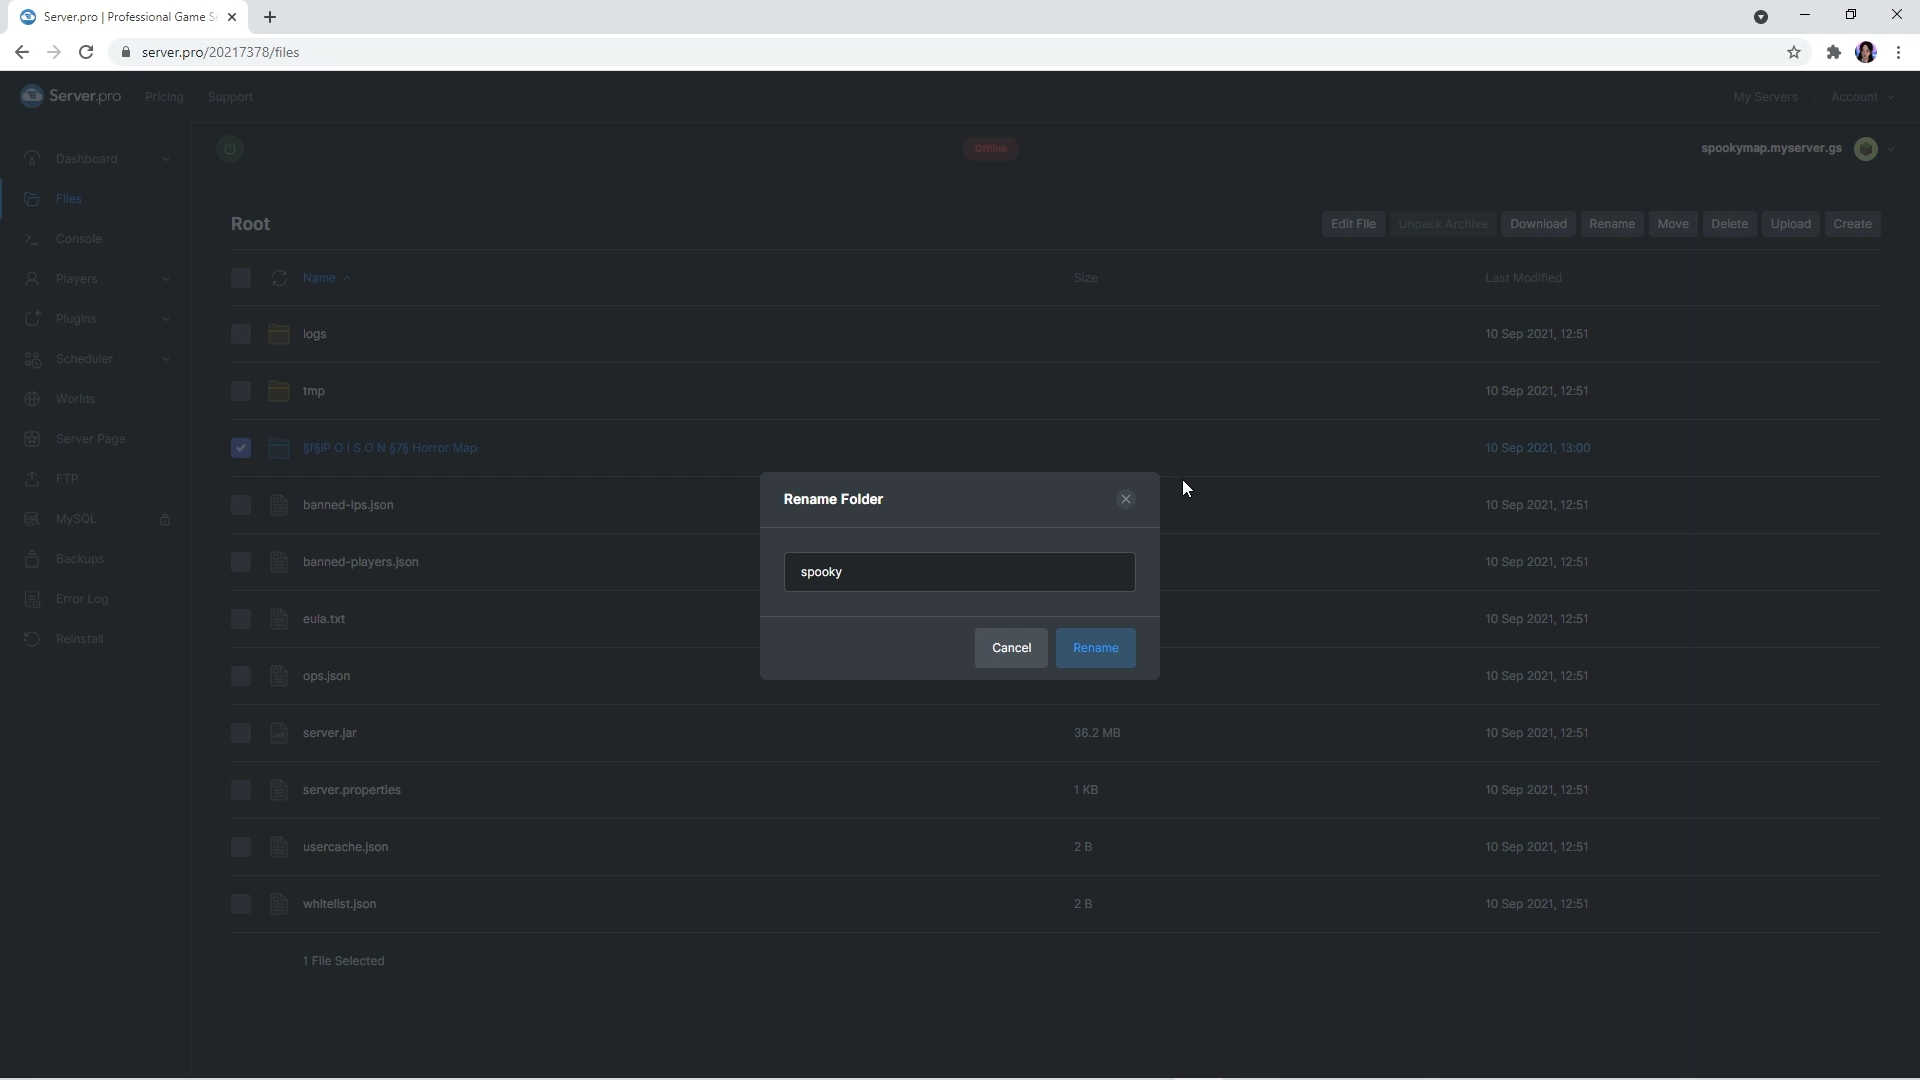 Server.pro | Professional Game Se
server.pro/20217378/files
Server.pro
Pricing
Support
My Servers
Account
Dashboard
Offline
spookymap.myserver.gs
Files
Root
Edit File
Unpack Archive
Download
Rename
Move
Delete
Upload
Create
Console
Players
Name
Size
Last Modified
Plugins
logs
10 Sep 2021, 12:51
Scheduler
tmp
10 Sep 2021, 12:51
Worlds
Server Page
§f§lP O I S O N §7§ Horror Map
10 Sep 2021, 13:00
FTP
Rename Folder
banned-ips.json
10 Sep 2021, 12:51
MySQL
Backups
banned-players.json
spooky
10 Sep 2021, 12:51
Error Log
eula.txt
10 Sep 2021, 12:51
Reinstall
Cancel
Rename
ops.json
10 Sep 2021, 12:51
server.jar
36.2 MB
10 Sep 2021, 12:51
server.properties
1 KB
10 Sep 2021, 12:51
usercache.json
2 B
10 Sep 2021, 12:51
whitelist.json
2 B
10 Sep 2021, 12:51
1 File Selected